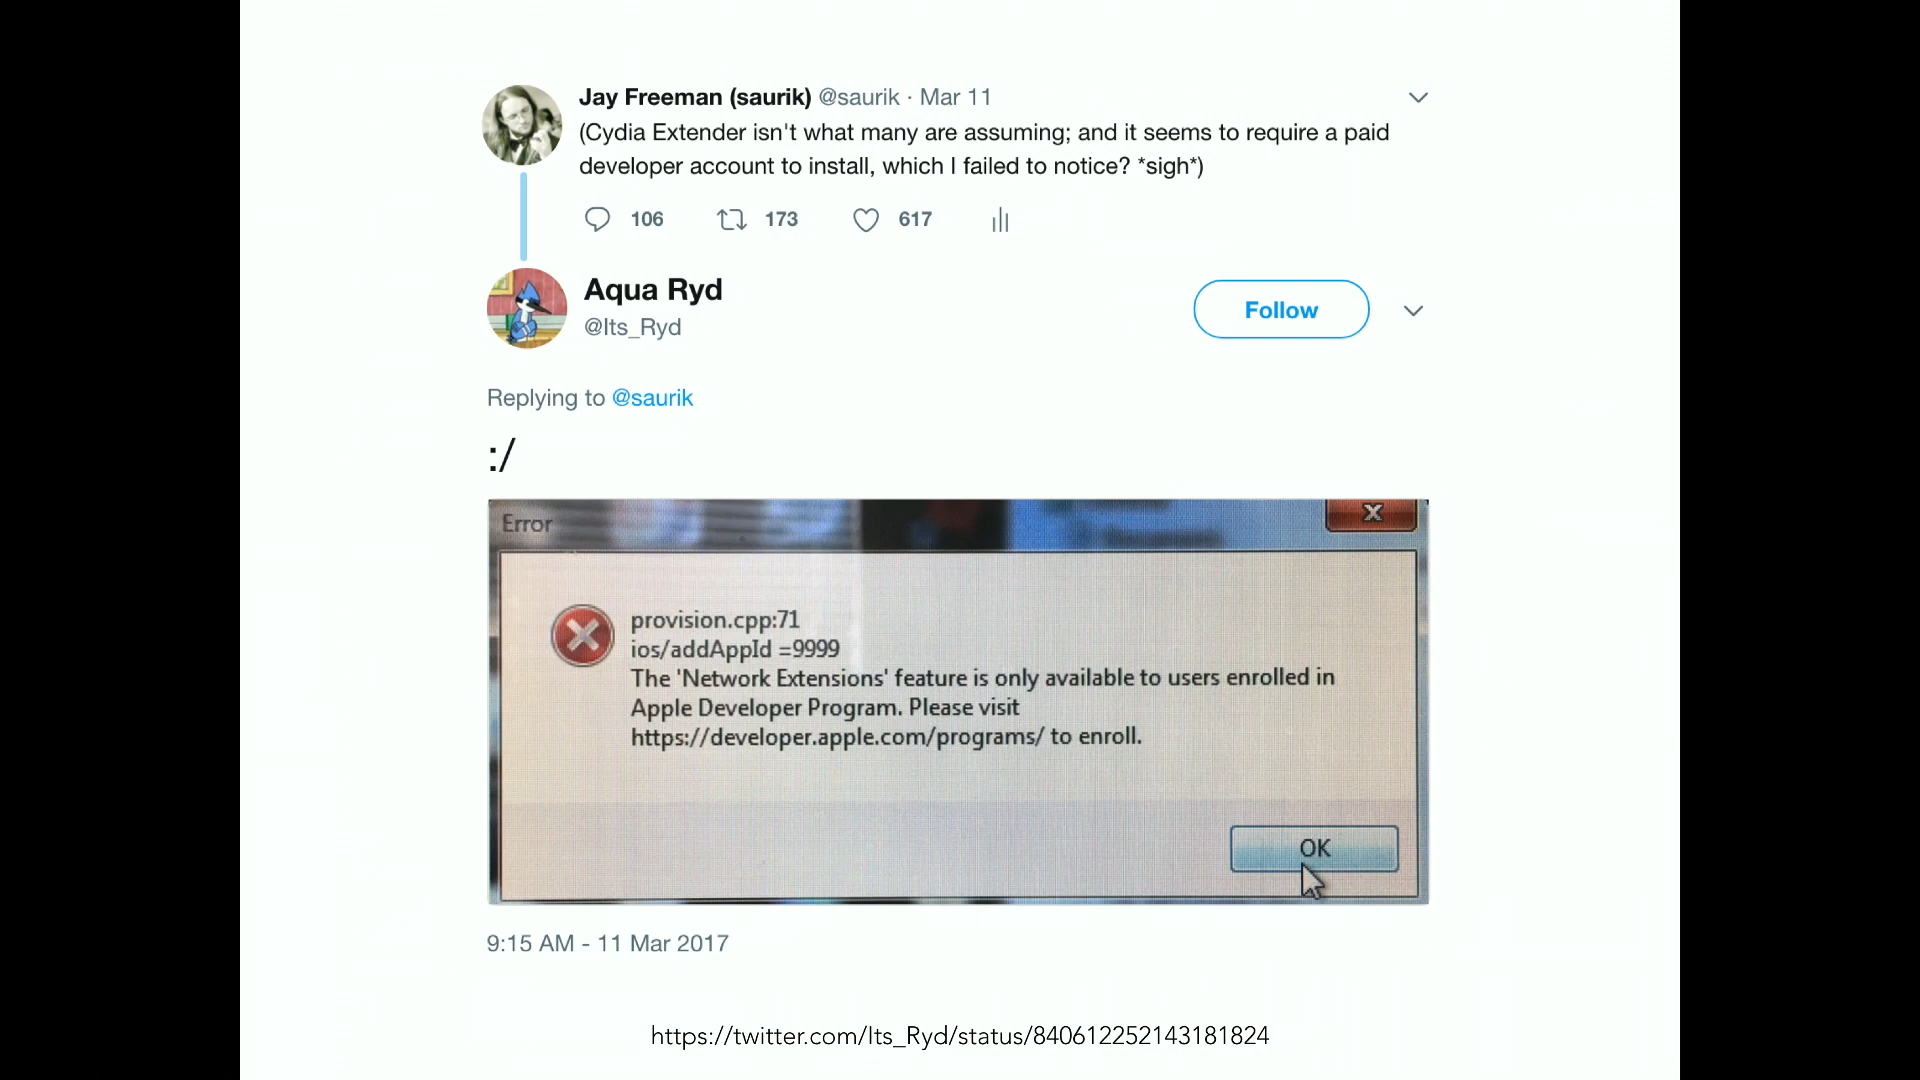 Jay Freeman (saurik) @saurik · Mar 11
(Cydia Extender isn't what many are assuming; and it seems to require a paid
developer account to install, which I failed to notice? *sigh*)
106 173 617
Aqua Ryd
@Its_Ryd
Follow
Replying to @saurik
:/
Error
provision.cpp:71
ios/addAppId =9999
The 'Network Extensions' feature is only available to users enrolled in
Apple Developer Program. Please visit
https://developer.apple.com/programs/ to enroll.
OK
9:15 AM - 11 Mar 2017
https://twitter.com/Its_Ryd/status/840612252143181824